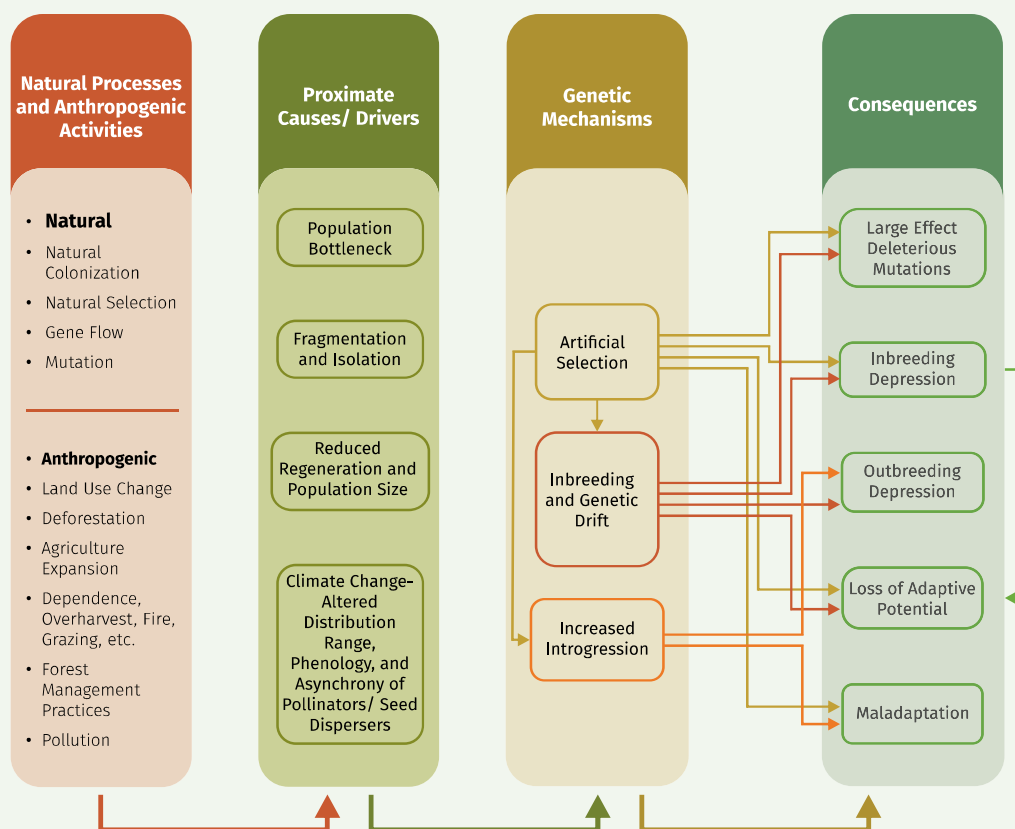 Natural Processes
and Anthropogenic
Activities
• Natural
• Natural
Colonization
• Natural Selection
• Gene Flow
• Mutation
• Anthropogenic
• Land Use Change
• Deforestation
• Agriculture
Expansion
• Dependence,
Overharvest, Fire,
Grazing, etc.
• Forest
Management
Practices
• Pollution
Proximate
Causes/ Drivers
Population
Bottleneck
Fragmentation
and Isolation
Reduced
Regeneration and
Population Size
Climate Change-
Altered
Distribution
Range,
Phenology, and
Asynchrony of
Pollinators/ Seed
Dispersers
Genetic
Mechanisms
Artificial
Selection
Inbreeding
and Genetic
Drift
Increased
Introgression
Consequences
Large Effect
Deleterious
Mutations
Inbreeding
Depression
Outbreeding
Depression
Loss of Adaptive
Potential
Maladaptation